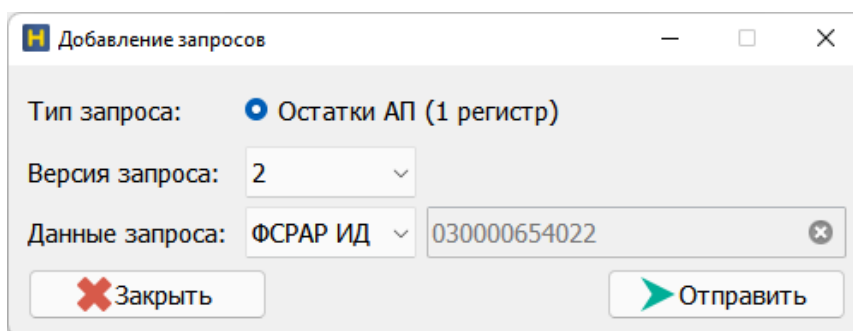 H Добавление запросов
Тип запроса: Остатки АП (1 регистр)
Версия запроса: 2
Данные запроса: ФСРАР ИД 030000654022
Закрыть Отправить